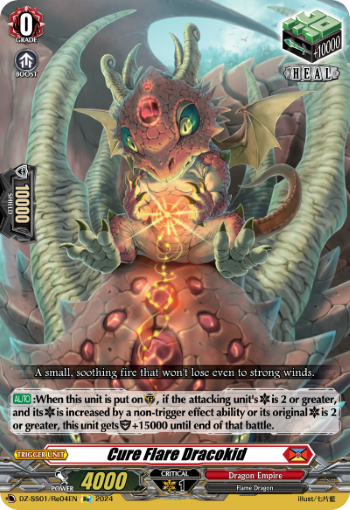 0
GRADE
BOOST
+10000
HEAL
10000
SHIELD
A small, soothing fire that won't lose even to strong winds.
AUTO:When this unit is put on , if the attacking unit's is 2 or greater,
and its is increased by a non-trigger effect ability or its original is 2
or greater, this unit gets +15000 until end of that battle.
TRIGGER UNIT
Cure Flare Dracokid
POWER
4000
CRITICAL
1
Dragon Empire
Flame Dragon
DZ-SS01/Re04EN
2024
illust/七片藍